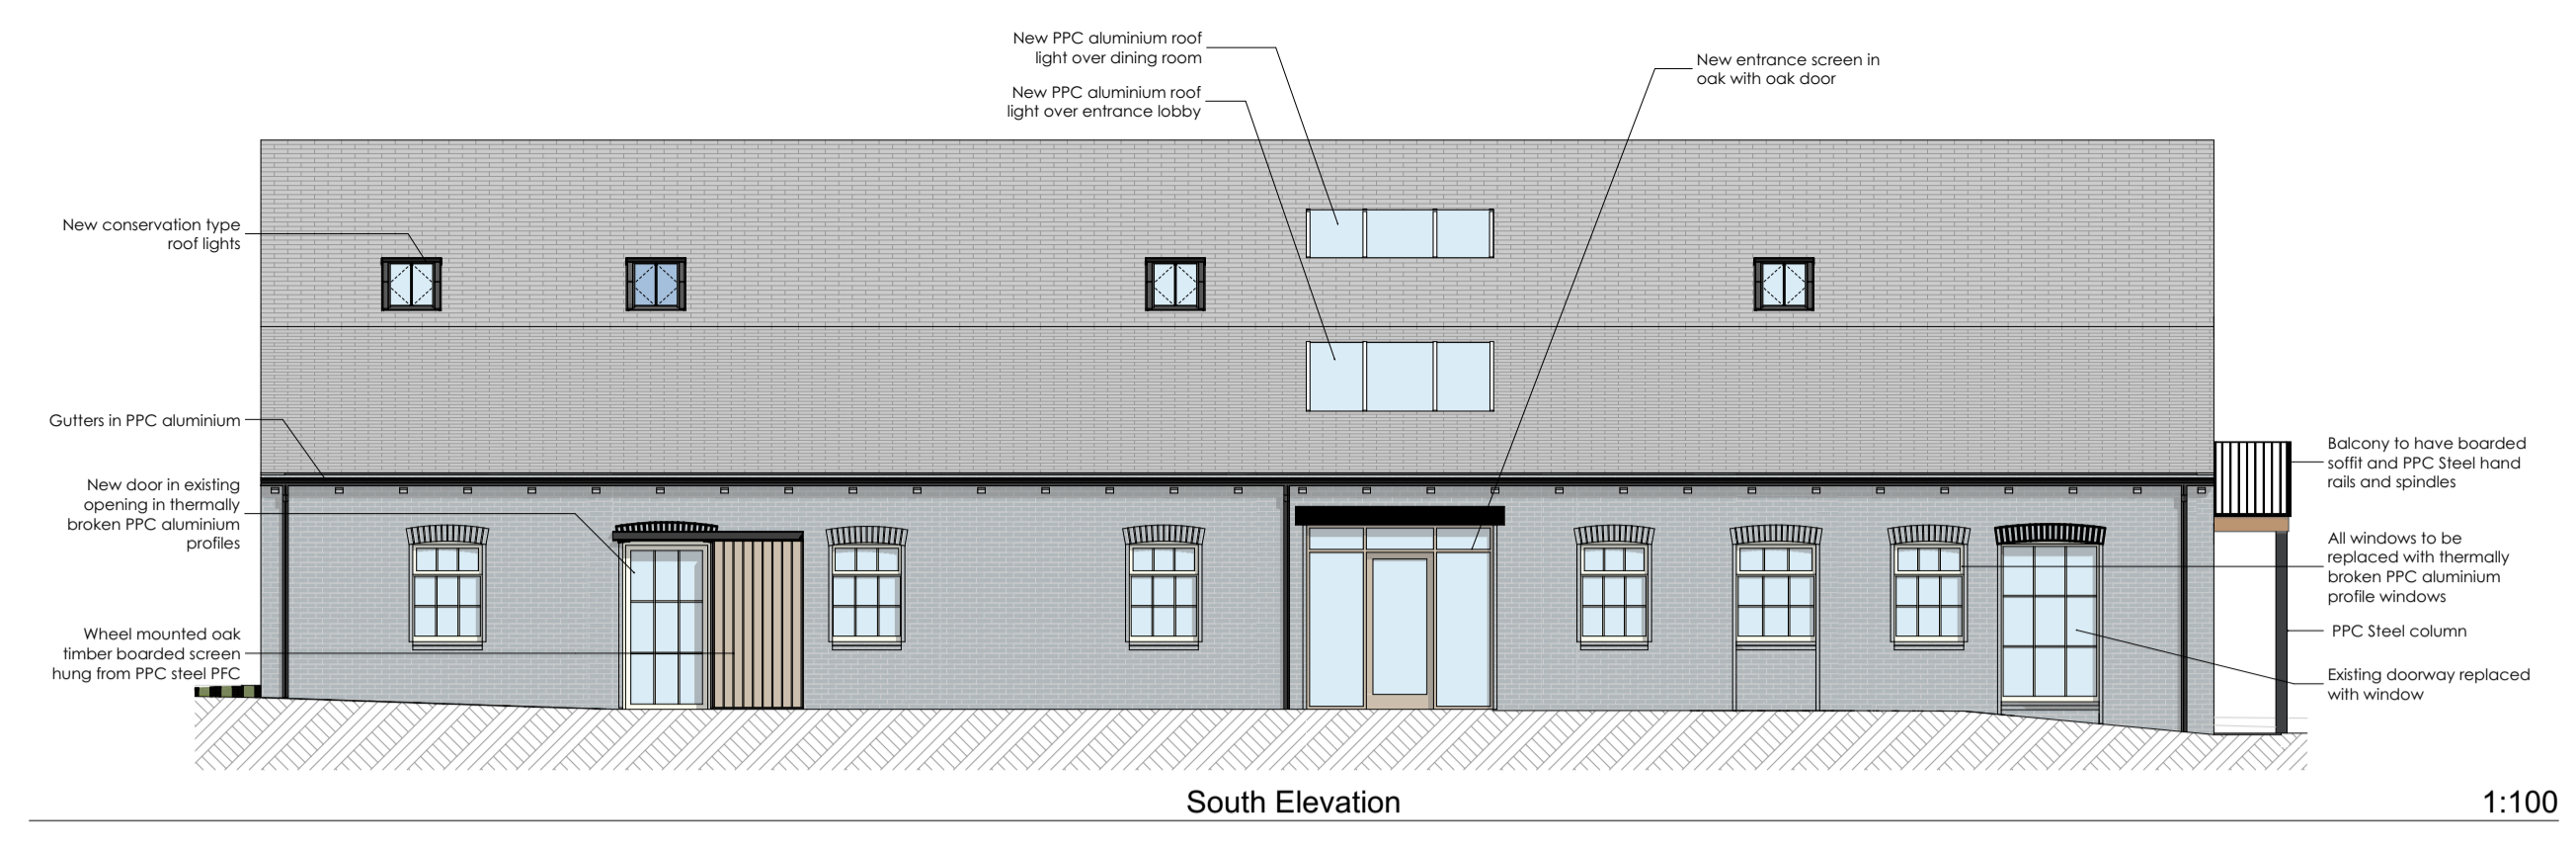 New PPC aluminium roof
light over dining room
New entrance screen in
oak with oak door
New PPC aluminium roof
light over entrance lobby
New conservation type
roof lights
Gutters in PPC aluminium
New door in existing
opening in thermally
broken PPC aluminium
profiles
Wheel mounted oak
timber boarded screen
hung from PPC steel PFC
Balcony to have boarded
soffit and PPC Steel hand
rails and spindles
All windows to be
replaced with thermally
broken PPC aluminium
profile windows
PPC Steel column
Existing doorway replaced
with window
South Elevation
1:100